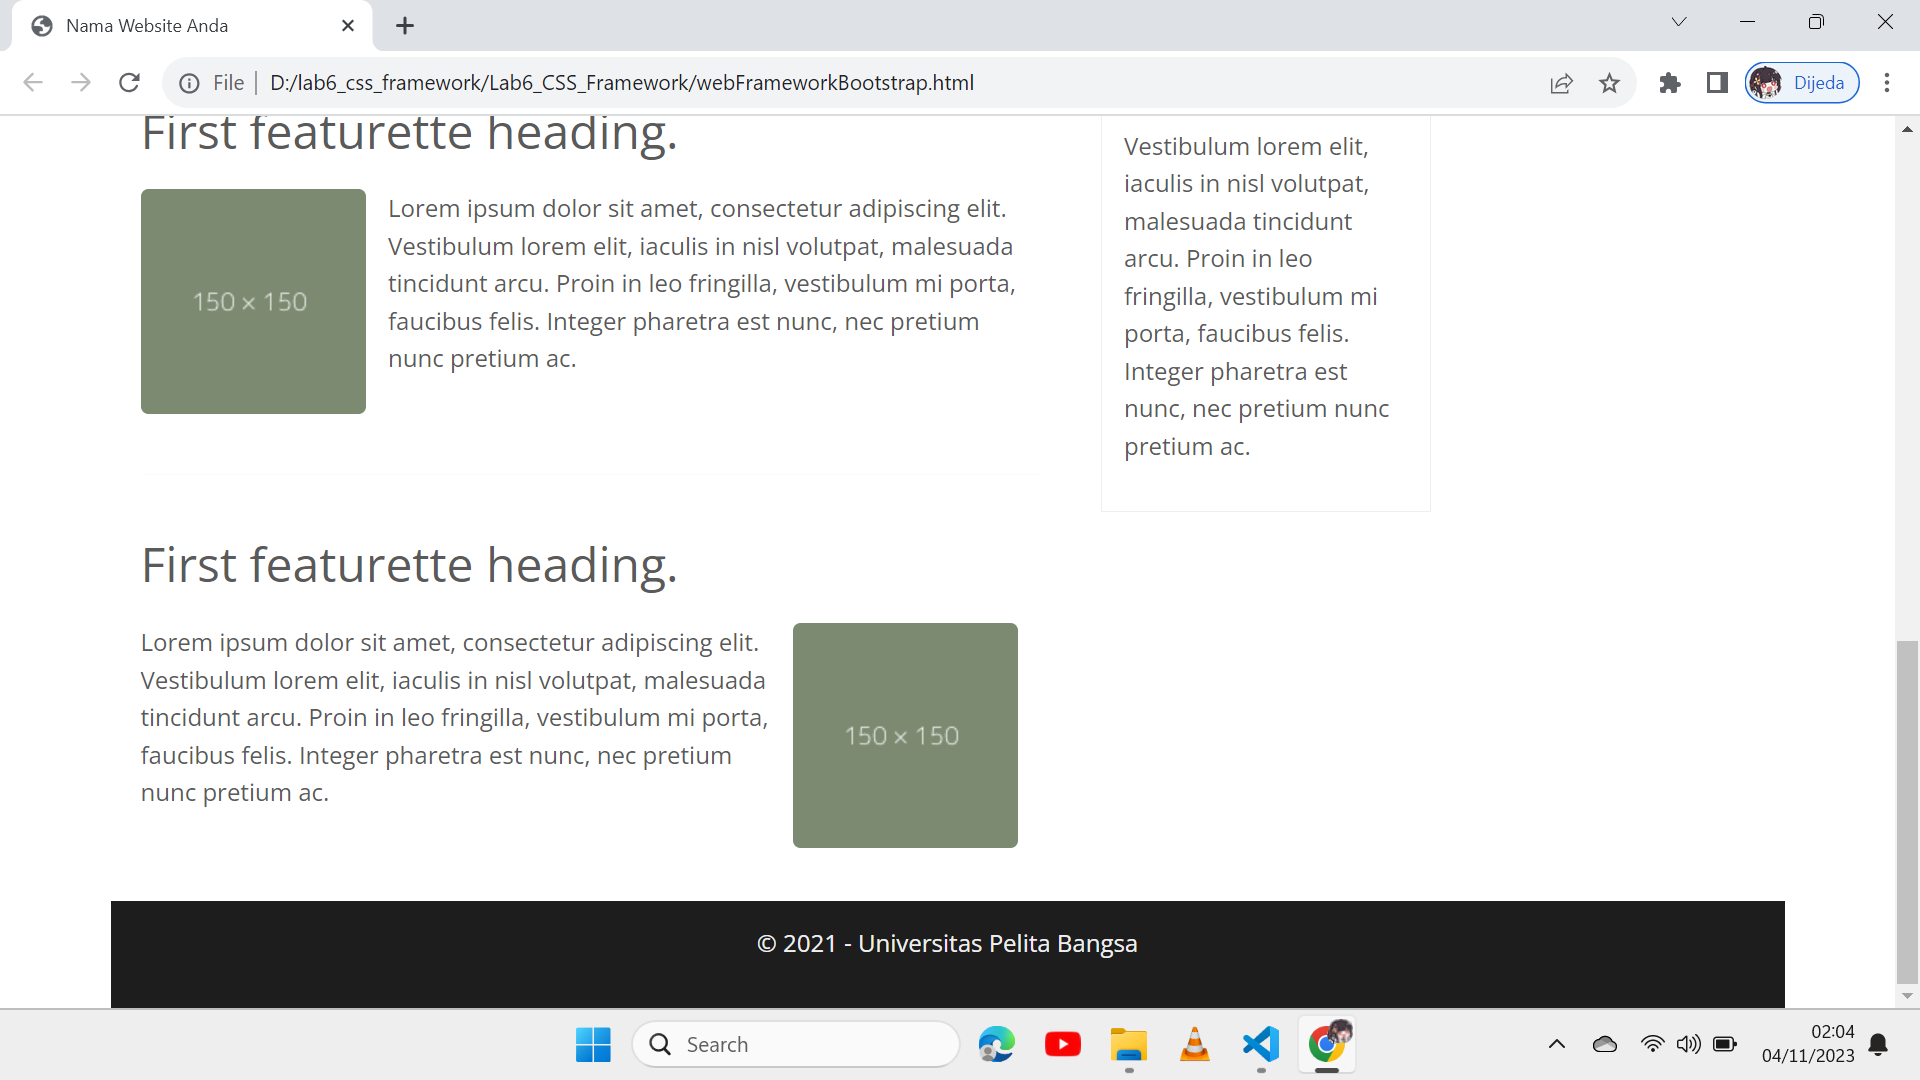 Nama Website Anda
File
D:/lab6_css_framework/Lab6_CSS_Framework/webFrameworkBootstrap.html
Dijeda
First featurette heading.
150 × 150
Lorem ipsum dolor sit amet, consectetur adipiscing elit.
Vestibulum lorem elit, iaculis in nisl volutpat, malesuada
tincidunt arcu. Proin in leo fringilla, vestibulum mi porta,
faucibus felis. Integer pharetra est nunc, nec pretium
nunc pretium ac.
Vestibulum lorem elit,
iaculis in nisl volutpat,
malesuada tincidunt
arcu. Proin in leo
fringilla, vestibulum mi
porta, faucibus felis.
Integer pharetra est
nunc, nec pretium nunc
pretium ac.
First featurette heading.
Lorem ipsum dolor sit amet, consectetur adipiscing elit.
Vestibulum lorem elit, iaculis in nisl volutpat, malesuada
tincidunt arcu. Proin in leo fringilla, vestibulum mi porta,
faucibus felis. Integer pharetra est nunc, nec pretium
nunc pretium ac.
150 × 150
© 2021 - Universitas Pelita Bangsa
Search
02:04
04/11/2023